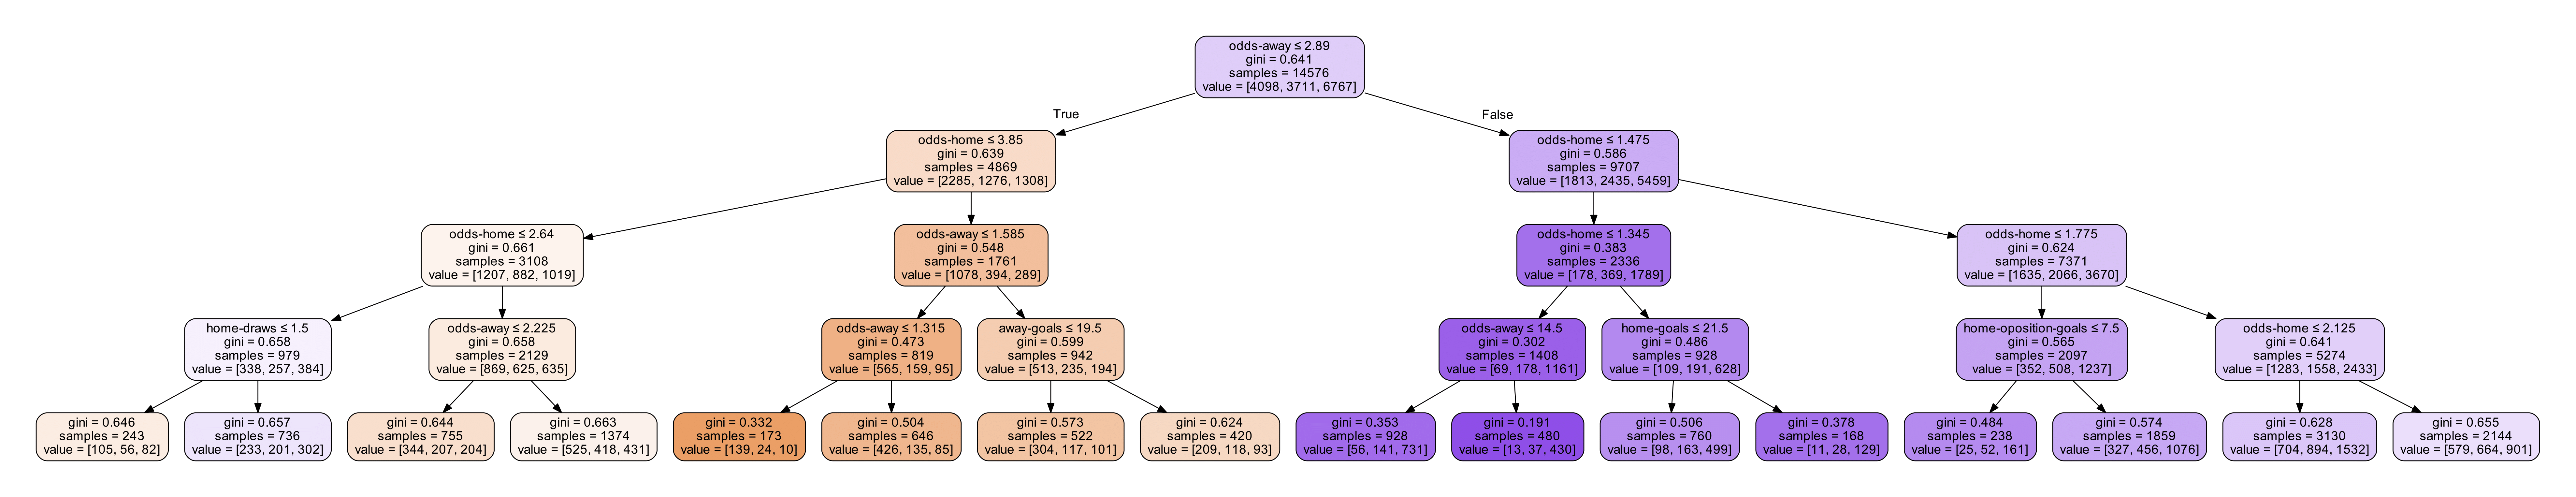 odds-away ≤ 2.89
gini = 0.641
samples = 14576
value = [4098, 3711, 6767]
True
False
odds-home ≤ 3.85
gini = 0.639
samples = 4869
value = [2285, 1276, 1308]
odds-home ≤ 1.475
gini = 0.586
samples = 9707
value = [1813, 2435, 5459]
odds-home ≤ 2.64
gini = 0.661
samples = 3108
value = [1207, 882, 1019]
odds-away ≤ 1.585
gini = 0.548
samples = 1761
value = [1078, 394, 289]
odds-home ≤ 1.345
gini = 0.383
samples = 2336
value = [178, 369, 1789]
odds-home ≤ 1.775
gini = 0.624
samples = 7371
value = [1635, 2066, 3670]
home-draws ≤ 1.5
gini = 0.658
samples = 979
value = [338, 257, 384]
odds-away ≤ 2.225
gini = 0.658
samples = 2129
value = [869, 625, 635]
odds-away ≤ 1.315
gini = 0.473
samples = 819
value = [565, 159, 95]
away-goals ≤ 19.5
gini = 0.599
samples = 942
value = [513, 235, 194]
odds-away ≤ 14.5
gini = 0.302
samples = 1408
value = [69, 178, 1161]
home-goals ≤ 21.5
gini = 0.486
samples = 928
value = [109, 191, 628]
home-oposition-goals ≤ 7.5
gini = 0.565
samples = 2097
value = [352, 508, 1237]
odds-home ≤ 2.125
gini = 0.641
samples = 5274
value = [1283, 1558, 2433]
gini = 0.646
samples = 243
value = [105, 56, 82]
gini = 0.657
samples = 736
value = [233, 201, 302]
gini = 0.644
samples = 755
value = [344, 207, 204]
gini = 0.663
samples = 1374
value = [525, 418, 431]
gini = 0.332
samples = 173
value = [139, 24, 10]
gini = 0.504
samples = 646
value = [426, 135, 85]
gini = 0.573
samples = 522
value = [304, 117, 101]
gini = 0.624
samples = 420
value = [209, 118, 93]
gini = 0.353
samples = 928
value = [56, 141, 731]
gini = 0.191
samples = 480
value = [13, 37, 430]
gini = 0.506
samples = 760
value = [98, 163, 499]
gini = 0.378
samples = 168
value = [11, 28, 129]
gini = 0.484
samples = 238
value = [25, 52, 161]
gini = 0.574
samples = 1859
value = [327, 456, 1076]
gini = 0.628
samples = 3130
value = [704, 894, 1532]
gini = 0.655
samples = 2144
value = [579, 664, 901]